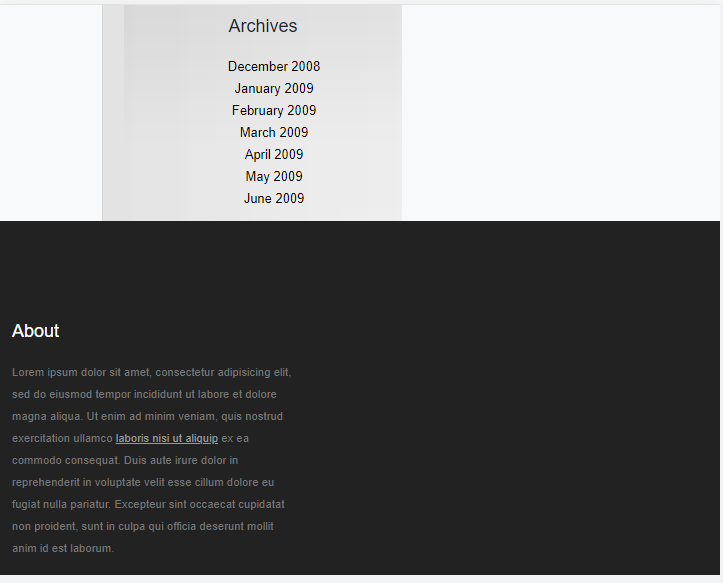 Archives
December 2008
January 2009
February 2009
March 2009
April 2009
May 2009
June 2009
About
Lorem ipsum dolor sit amet, consectetur adipisicing elit,
sed do eiusmod tempor incididunt ut labore et dolore
magna aliqua. Ut enim ad minim veniam, quis nostrud
exercitation ullamco laboris nisi ut aliquip ex ea
commodo consequat. Duis aute irure dolor in
reprehenderit in voluptate velit esse cillum dolore eu
fugiat nulla pariatur. Excepteur sint occaecat cupidatat
non proident, sunt in culpa qui officia deserunt mollit
anim id est laborum.